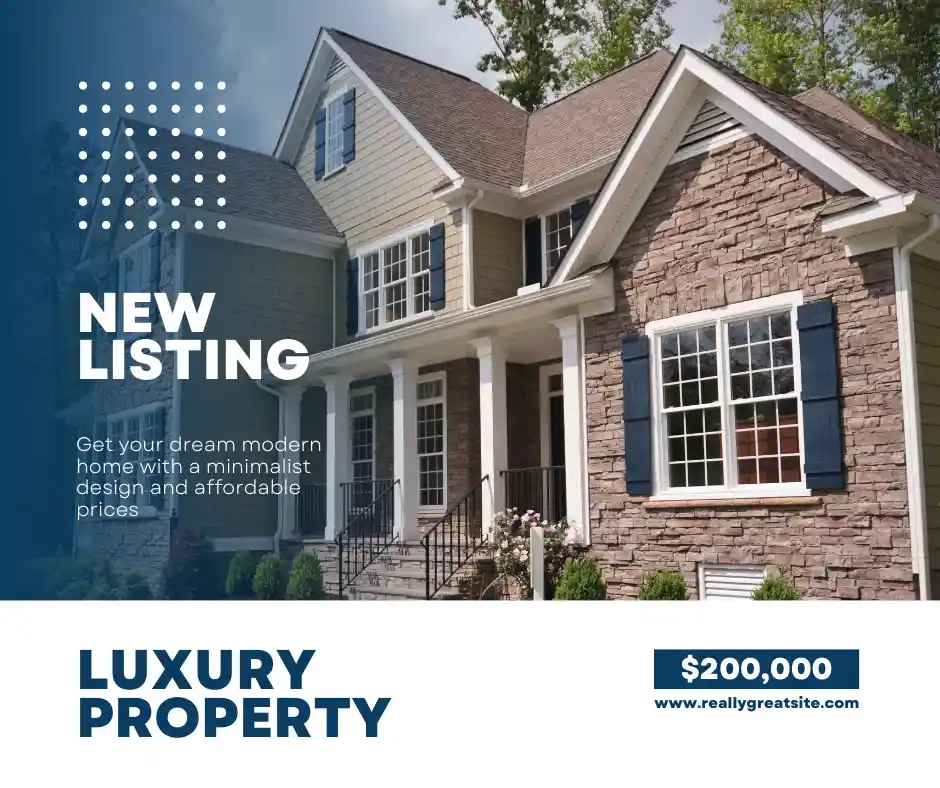 NEW
LISTING
Get your dream modern
home with a minimalist
design and affordable
prices
LUXURY
PROPERTY
$200,000
www.reallygreatsite.com